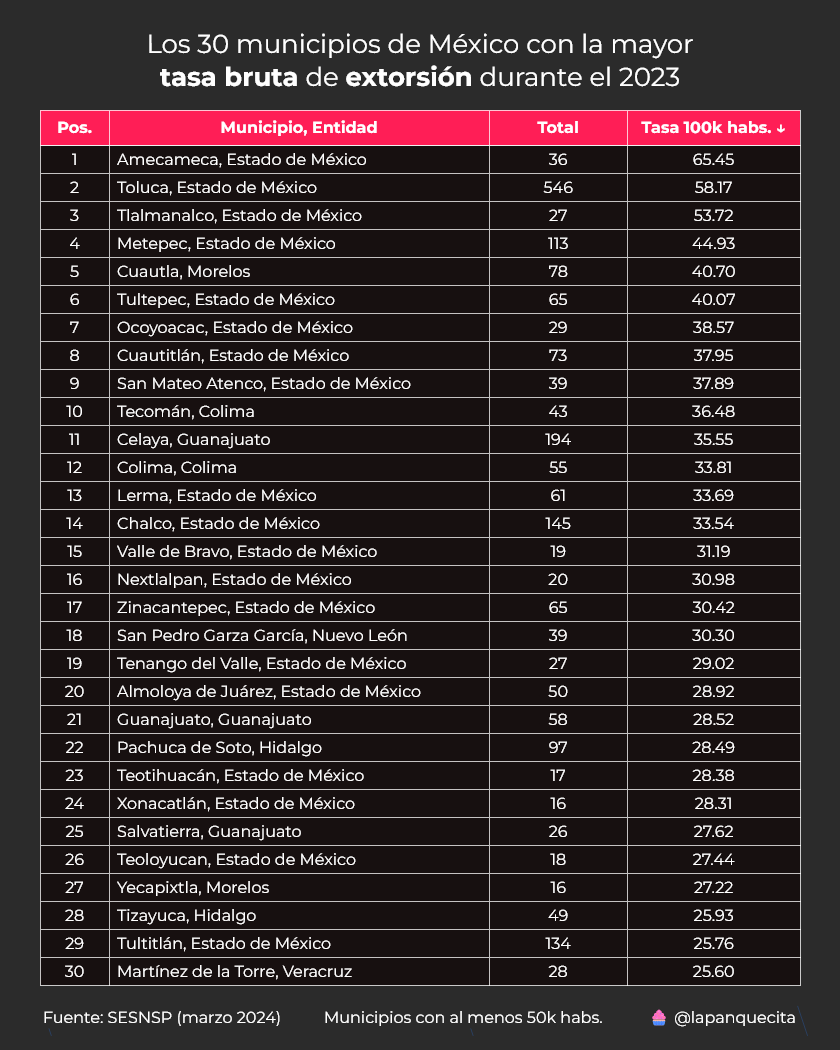 Los 30 municipios de México con la mayor
tasa bruta de extorsión durante el 2023
Pos. Municipio, Entidad Total Tasa 100k habs. ↓
1 Amecameca, Estado de México 36 65.45
2 Toluca, Estado de México 546 58.17
3 Tlalmanalco, Estado de México 27 53.72
4 Metepec, Estado de México 113 44.93
5 Cuautla, Morelos 78 40.70
6 Tultepec, Estado de México 65 40.07
7 Ocoyoacac, Estado de México 29 38.57
8 Cuautitlán, Estado de México 73 37.95
9 San Mateo Atenco, Estado de México 39 37.89
10 Tecomán, Colima 43 36.48
11 Celaya, Guanajuato 194 35.55
12 Colima, Colima 55 33.81
13 Lerma, Estado de México 61 33.69
14 Chalco, Estado de México 145 33.54
15 Valle de Bravo, Estado de México 19 31.19
16 Nextlalpan, Estado de México 20 30.98
17 Zinacantepec, Estado de México 65 30.42
18 San Pedro Garza García, Nuevo León 39 30.30
19 Tenango del Valle, Estado de México 27 29.02
20 Almoloya de Juárez, Estado de México 50 28.92
21 Guanajuato, Guanajuato 58 28.52
22 Pachuca de Soto, Hidalgo 97 28.49
23 Teotihuacán, Estado de México 17 28.38
24 Xonacatlán, Estado de México 16 28.31
25 Salvatierra, Guanajuato 26 27.62
26 Teoloyucan, Estado de México 18 27.44
27 Yecapixtla, Morelos 16 27.22
28 Tizayuca, Hidalgo 49 25.93
29 Tultitlán, Estado de México 134 25.76
30 Martínez de la Torre, Veracruz 28 25.60
Fuente: SESNSP (marzo 2024) Municipios con al menos 50k habs. @lapanquecita